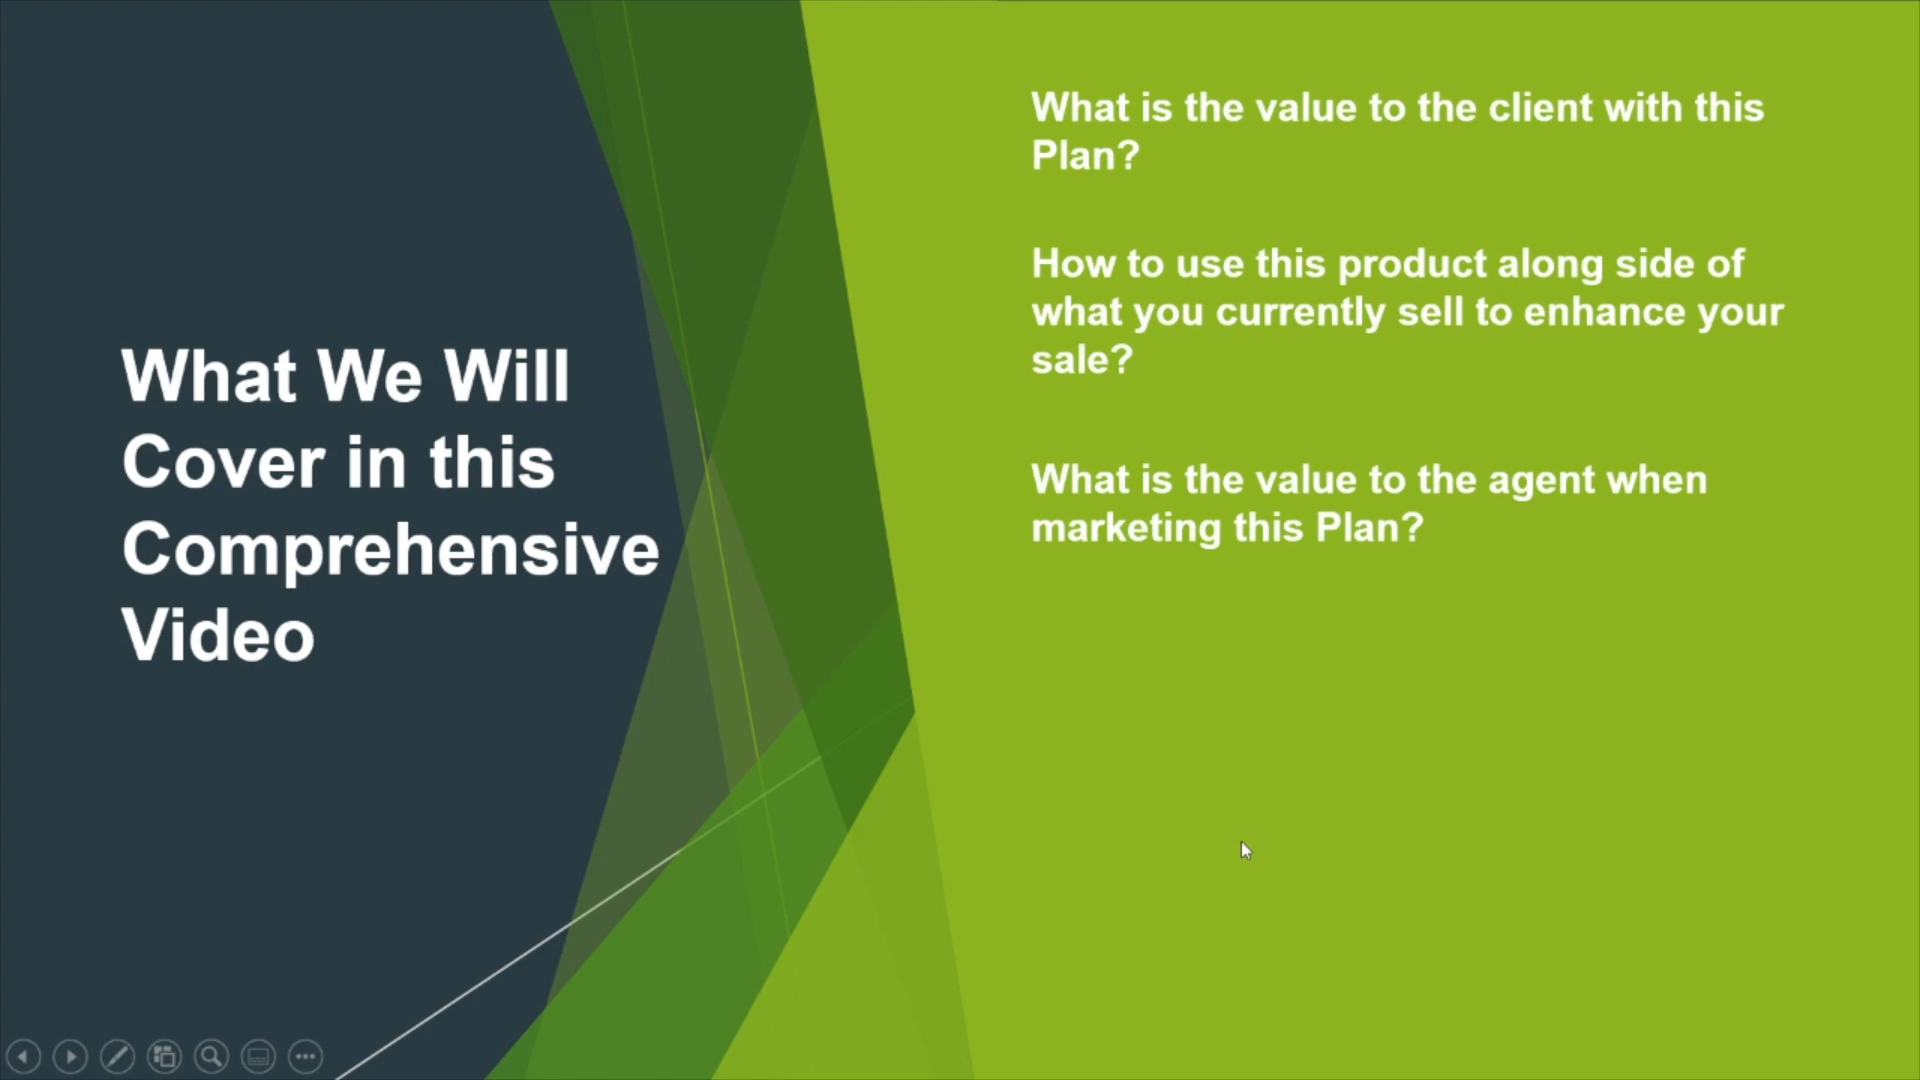 What We Will
Cover in this
Comprehensive
Video
What is the value to the client with this
Plan?
How to use this product along side of
what you currently sell to enhance your
sale?
What is the value to the agent when
marketing this Plan?